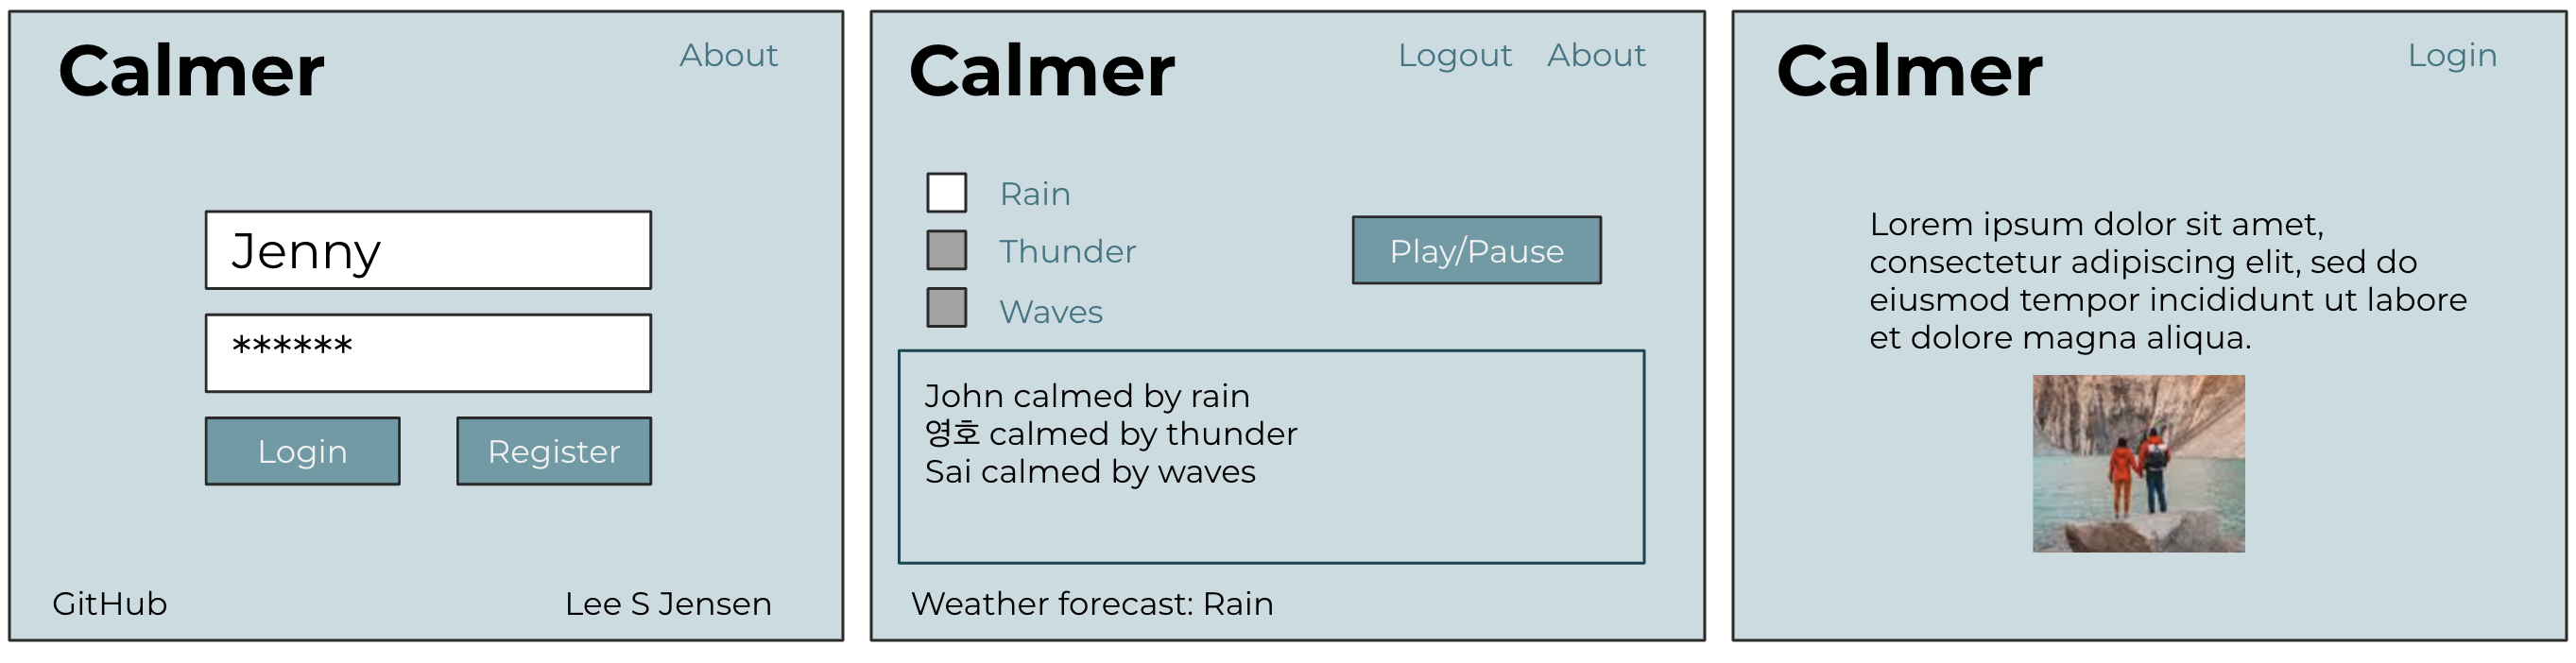 Calmer
About
Jenny
******
Login
Register
GitHub
Lee S Jensen
Calmer
Logout
About
Rain
Thunder
Waves
Play/Pause
John calmed by rain
영호 calmed by thunder
Sai calmed by waves
Weather forecast: Rain
Calmer
Login
Lorem ipsum dolor sit amet,
consectetur adipiscing elit, sed do
eiusmod tempor incididunt ut labore
et dolore magna aliqua.